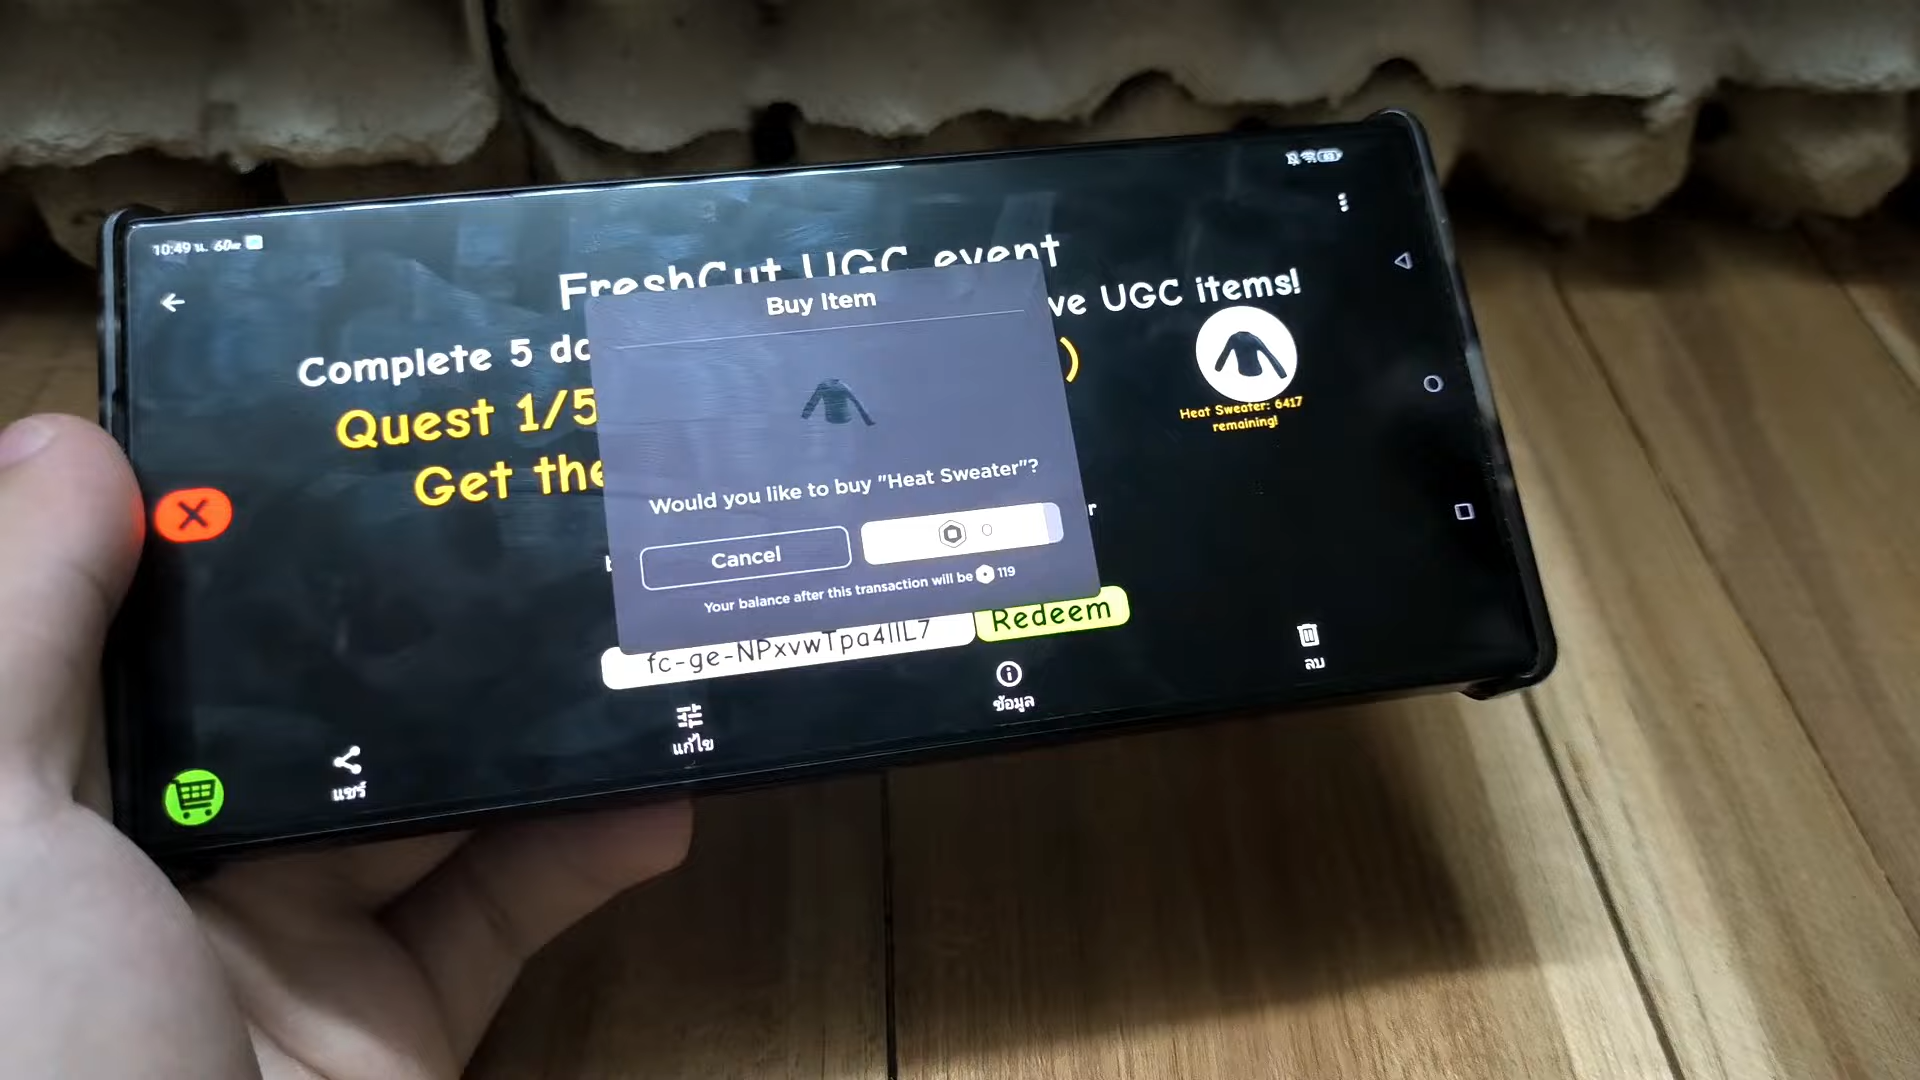 10:49 น.
FreshCut UGC event
Complete 5 da
ve UGC items!
Quest 1/5
)
Get the
Buy Item
Would you like to buy "Heat Sweater"?
Cancel
0
Your balance after this transaction will be 119
Heat Sweater: 6417
remaining!
r
fc-ge-NPxvwTpa4llL7
Redeem
แชร์
แก้ไข
ข้อมูล
ลบ